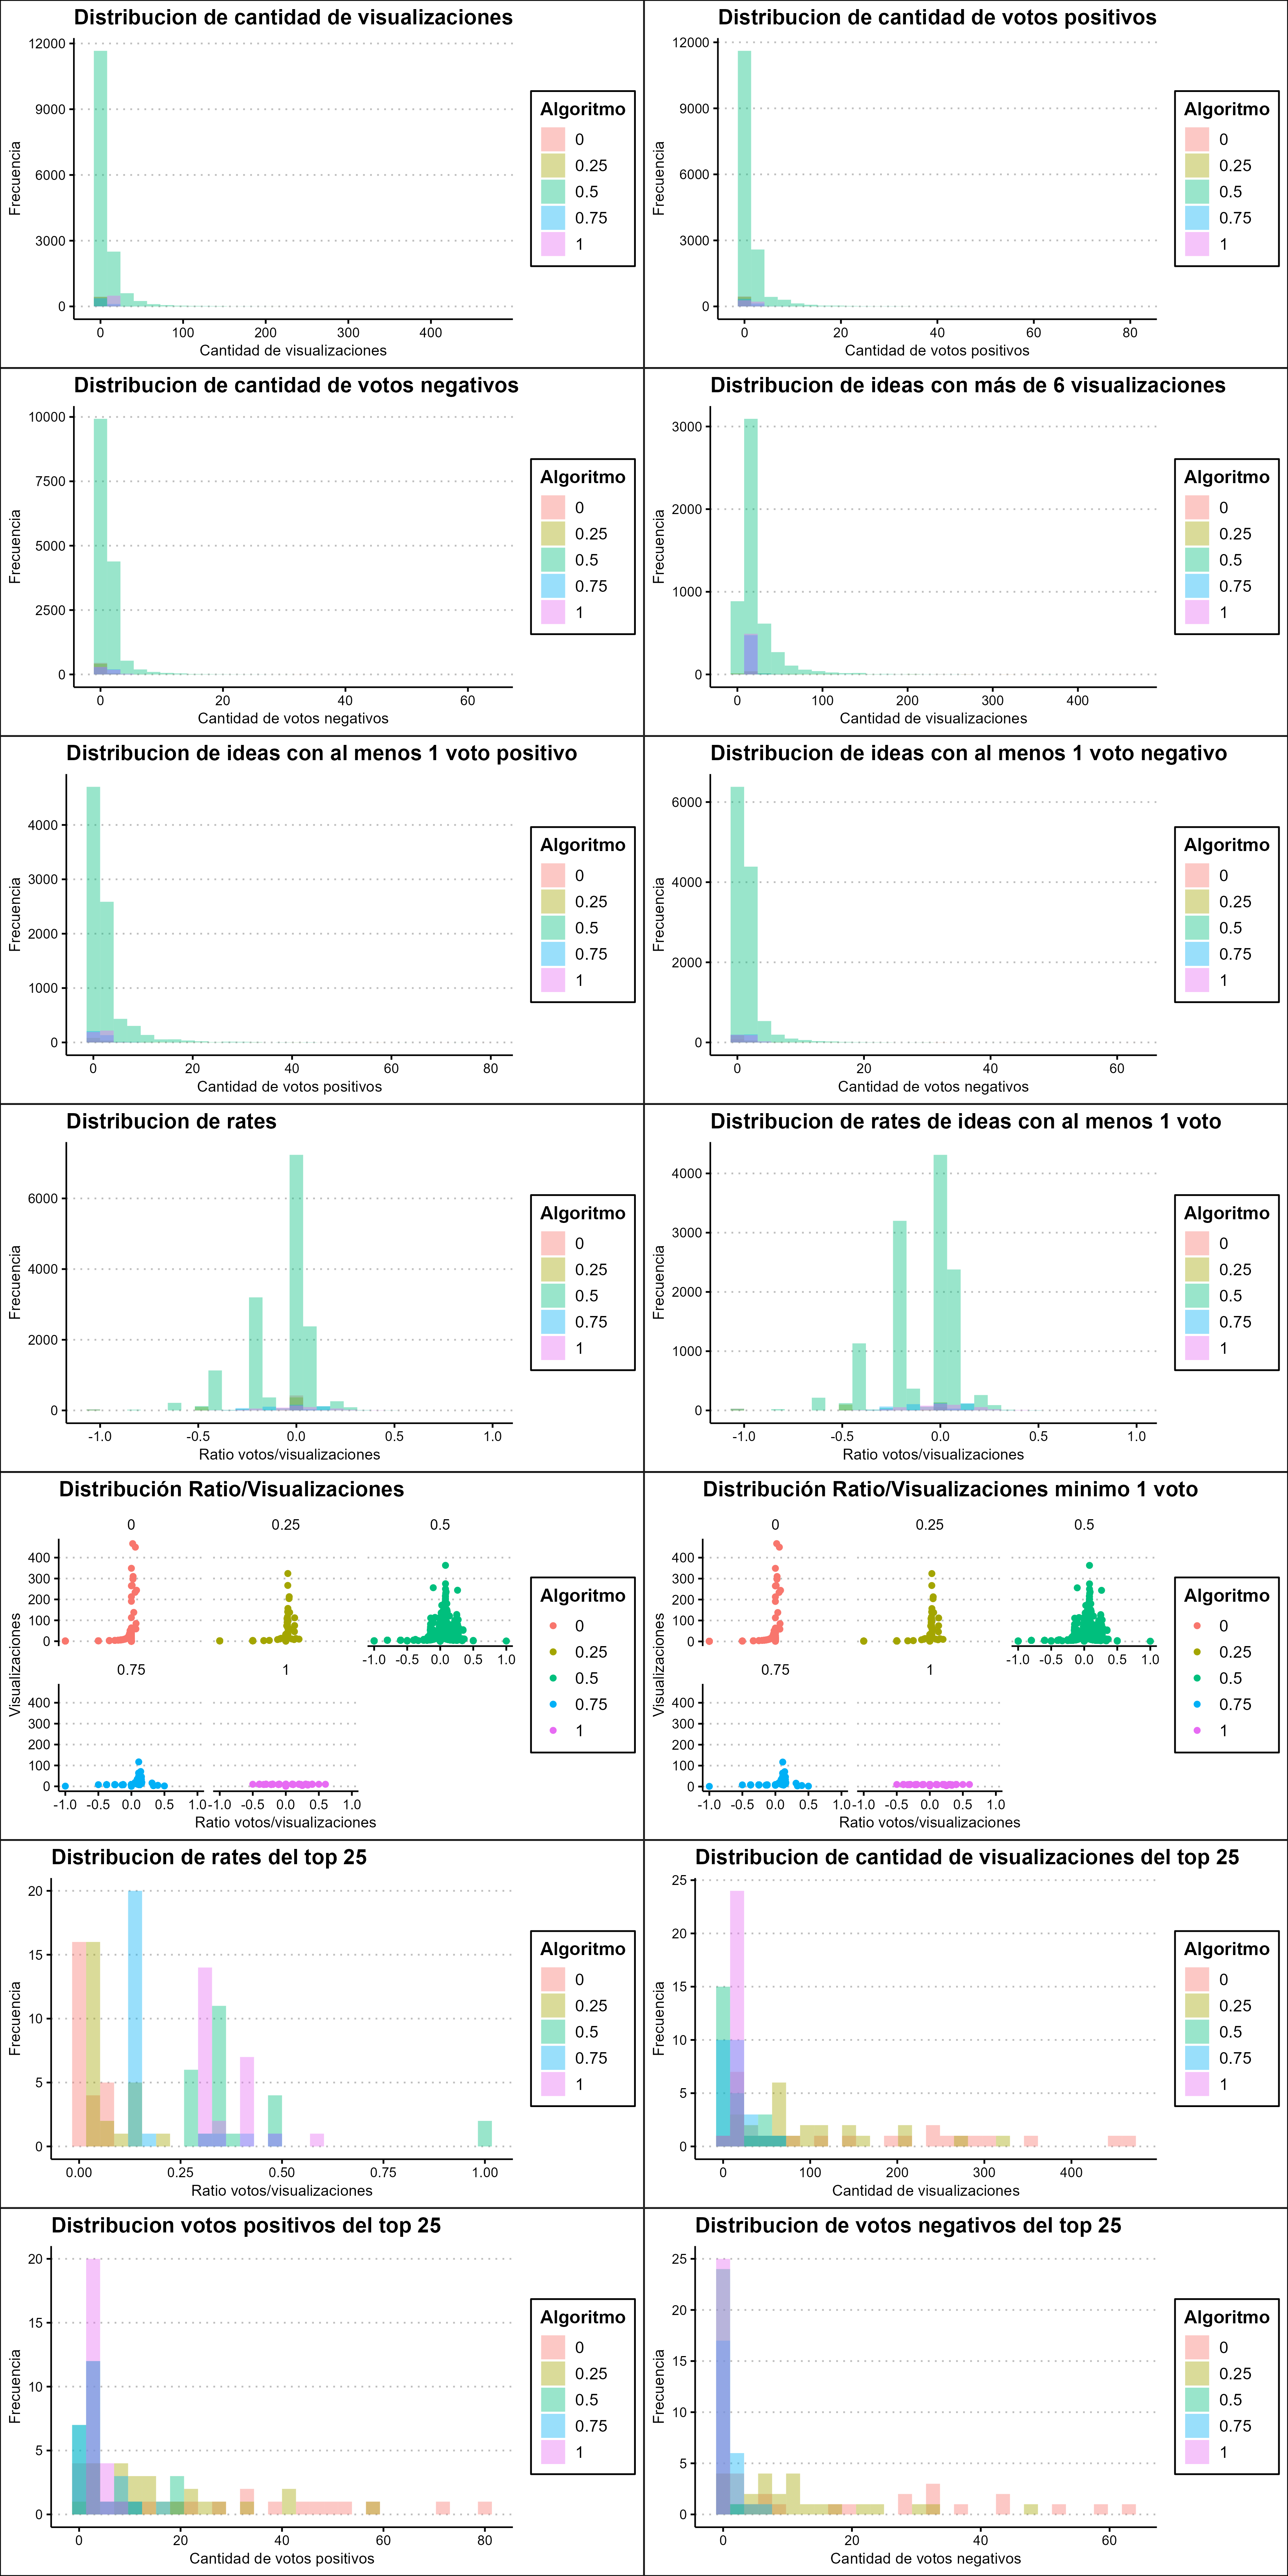 Distribucion de cantidad de visualizaciones
12000
9000
6000
3000
0
Frecuencia
0 100 200 300 400
Cantidad de visualizaciones
Algoritmo
0
0.25
0.5
0.75
1
Distribucion de cantidad de votos positivos
12000
9000
6000
3000
0
Frecuencia
0 20 40 60 80
Cantidad de votos positivos
Algoritmo
0
0.25
0.5
0.75
1
Distribucion de cantidad de votos negativos
10000
7500
5000
2500
0
Frecuencia
0 20 40 60
Cantidad de votos negativos
Algoritmo
0
0.25
0.5
0.75
1
Distribucion de ideas con más de 6 visualizaciones
3000
2000
1000
0
Frecuencia
0 100 200 300 400
Cantidad de visualizaciones
Algoritmo
0
0.25
0.5
0.75
1
Distribucion de ideas con al menos 1 voto positivo
4000
3000
2000
1000
0
Frecuencia
0 20 40 60 80
Cantidad de votos positivos
Algoritmo
0
0.25
0.5
0.75
1
Distribucion de ideas con al menos 1 voto negativo
6000
4000
2000
0
Frecuencia
0 20 40 60
Cantidad de votos negativos
Algoritmo
0
0.25
0.5
0.75
1
Distribucion de rates
6000
4000
2000
0
Frecuencia
-1.0 -0.5 0.0 0.5 1.0
Ratio votos/visualizaciones
Algoritmo
0
0.25
0.5
0.75
1
Distribucion de rates de ideas con al menos 1 voto
4000
3000
2000
1000
0
Frecuencia
-1.0 -0.5 0.0 0.5 1.0
Ratio votos/visualizaciones
Algoritmo
0
0.25
0.5
0.75
1
Distribución Ratio/Visualizaciones
0 0.25 0.5
400
300
200
100
0
-1.0 -0.5 0.0 0.5 1.0
0.75 1
Visualizaciones
400
300
200
100
0
-1.0 -0.5 0.0 0.5 1.0 -1.0 -0.5 0.0 0.5 1.0
Ratio votos/visualizaciones
Algoritmo
0
0.25
0.5
0.75
1
Distribución Ratio/Visualizaciones minimo 1 voto
0 0.25 0.5
400
300
200
100
0
-1.0 -0.5 0.0 0.5 1.0
0.75 1
Visualizaciones
400
300
200
100
0
-1.0 -0.5 0.0 0.5 1.0 -1.0 -0.5 0.0 0.5 1.0
Ratio votos/visualizaciones
Algoritmo
0
0.25
0.5
0.75
1
Distribucion de rates del top 25
20
15
10
5
0
Frecuencia
0.00 0.25 0.50 0.75 1.00
Ratio votos/visualizaciones
Algoritmo
0
0.25
0.5
0.75
1
Distribucion de cantidad de visualizaciones del top 25
25
20
15
10
5
0
Frecuencia
0 100 200 300 400
Cantidad de visualizaciones
Algoritmo
0
0.25
0.5
0.75
1
Distribucion votos positivos del top 25
20
15
10
5
0
Frecuencia
0 20 40 60 80
Cantidad de votos positivos
Algoritmo
0
0.25
0.5
0.75
1
Distribucion de votos negativos del top 25
25
20
15
10
5
0
Frecuencia
0 20 40 60
Cantidad de votos negativos
Algoritmo
0
0.25
0.5
0.75
1